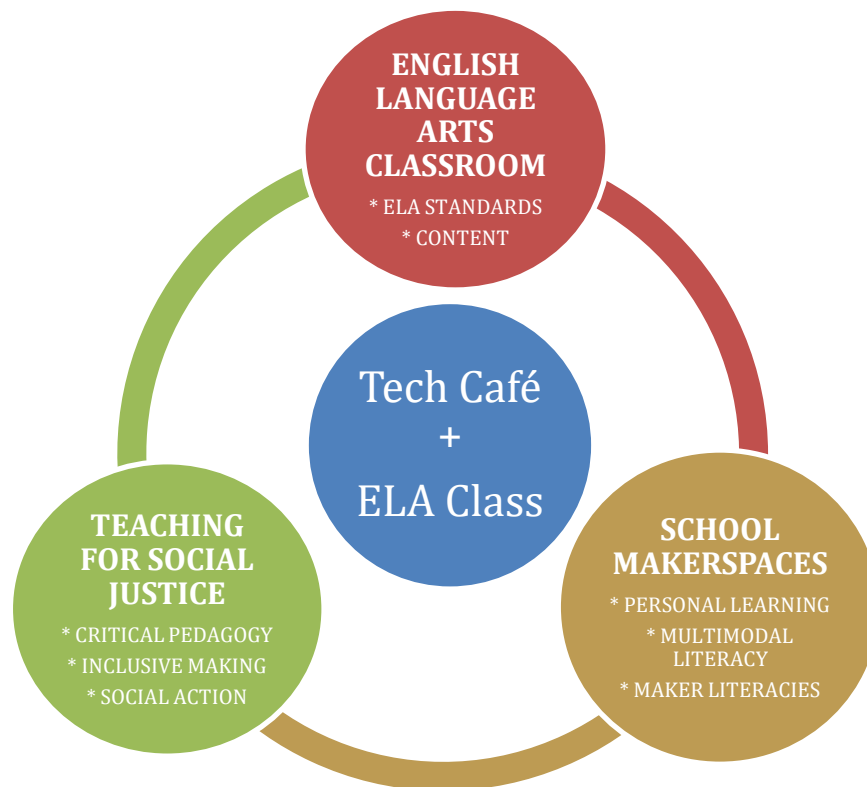 ENGLISH
LANGUAGE
ARTS
CLASSROOM
* ELA STANDARDS
* CONTENT
Tech Café
+
ELA Class
TEACHING
FOR SOCIAL
JUSTICE
* CRITICAL PEDAGOGY
* INCLUSIVE MAKING
* SOCIAL ACTION
SCHOOL
MAKERSPACES
* PERSONAL LEARNING
* MULTIMODAL
LITERACY
* MAKER LITERACIES